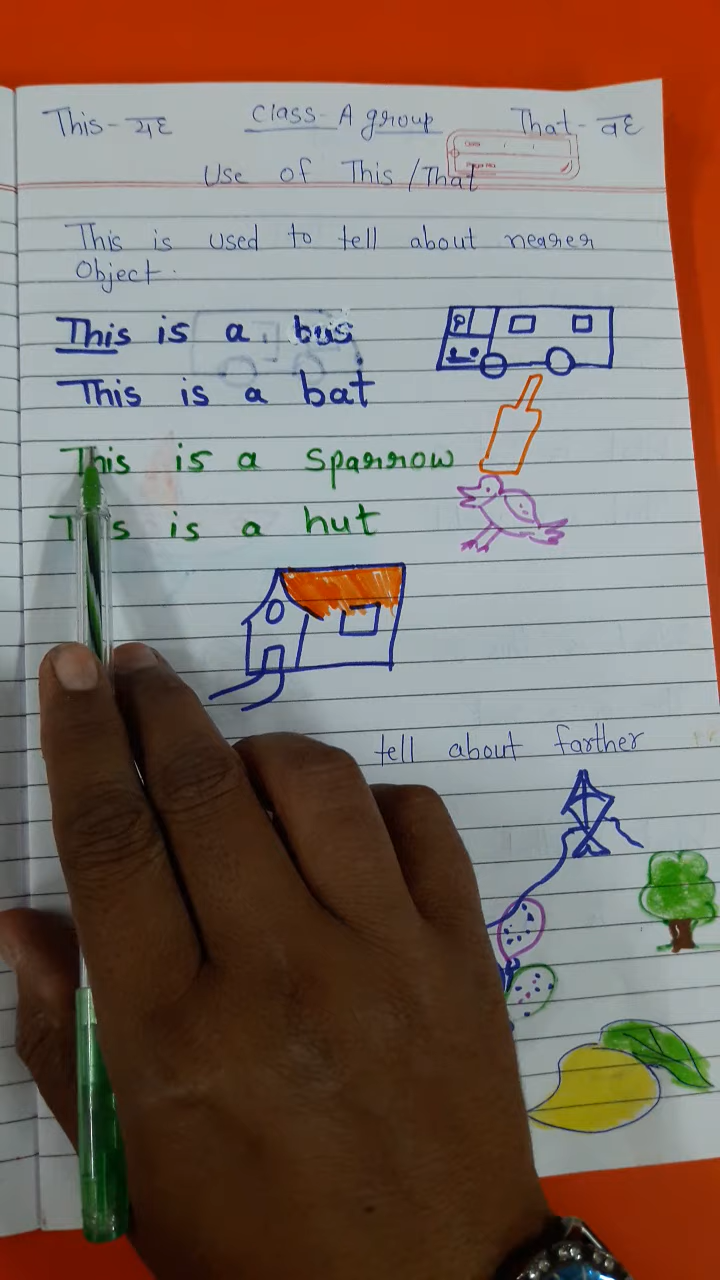 This - यह Class - A group That - वह
Use of This / That
This is used to tell about nearer
Object.
This is a bus
This is a bat
This is a Sparrow
This is a hut
tell about farther